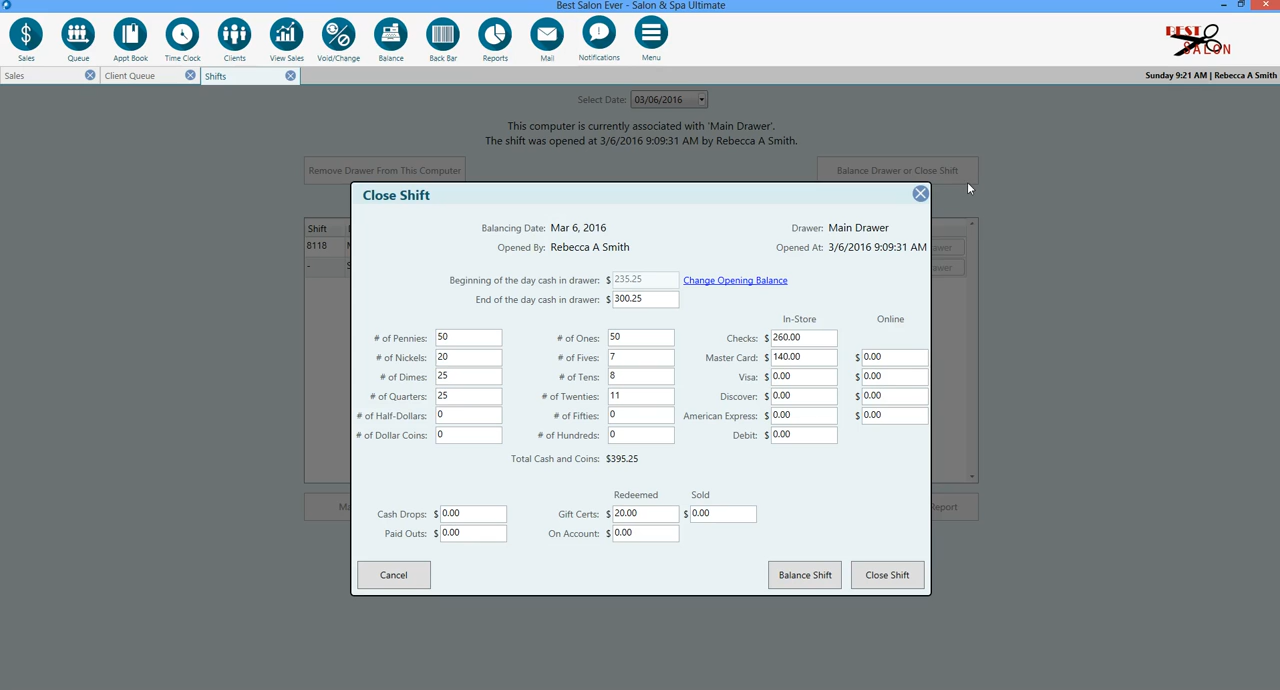 Best Salon Ever - Salon & Spa Ultimate
Sales Queue Appt Book Time Clock Clients View Sales Void/Change Balance Back Bar Reports Mail Notifications Menu
BEST SALON
Sales Client Queue Shifts
Sunday 9:21 AM | Rebecca A Smith
Select Date: 03/06/2016
This computer is currently associated with 'Main Drawer'.
The shift was opened at 3/6/2016 9:09:31 AM by Rebecca A Smith.
Remove Drawer From This Computer Balance Drawer or Close Shift
Shift
8118
-
Close Shift
Balancing Date: Mar 6, 2016 Drawer: Main Drawer
Opened By: Rebecca A Smith Opened At: 3/6/2016 9:09:31 AM
Beginning of the day cash in drawer: $ 235.25 Change Opening Balance
End of the day cash in drawer: $ 300.25
In-Store Online
# of Pennies: 50 # of Ones: 50 Checks: $ 260.00
# of Nickels: 20 # of Fives: 7 Master Card: $ 140.00 $ 0.00
# of Dimes: 25 # of Tens: 8 Visa: $ 0.00 $ 0.00
# of Quarters: 25 # of Twenties: 11 Discover: $ 0.00 $ 0.00
# of Half-Dollars: 0 # of Fifties: 0 American Express: $ 0.00 $ 0.00
# of Dollar Coins: 0 # of Hundreds: 0 Debit: $ 0.00
Total Cash and Coins: $395.25
Redeemed Sold
Cash Drops: $ 0.00 Gift Certs: $ 20.00 $ 0.00
Paid Outs: $ 0.00 On Account: $ 0.00
Cancel Balance Shift Close Shift